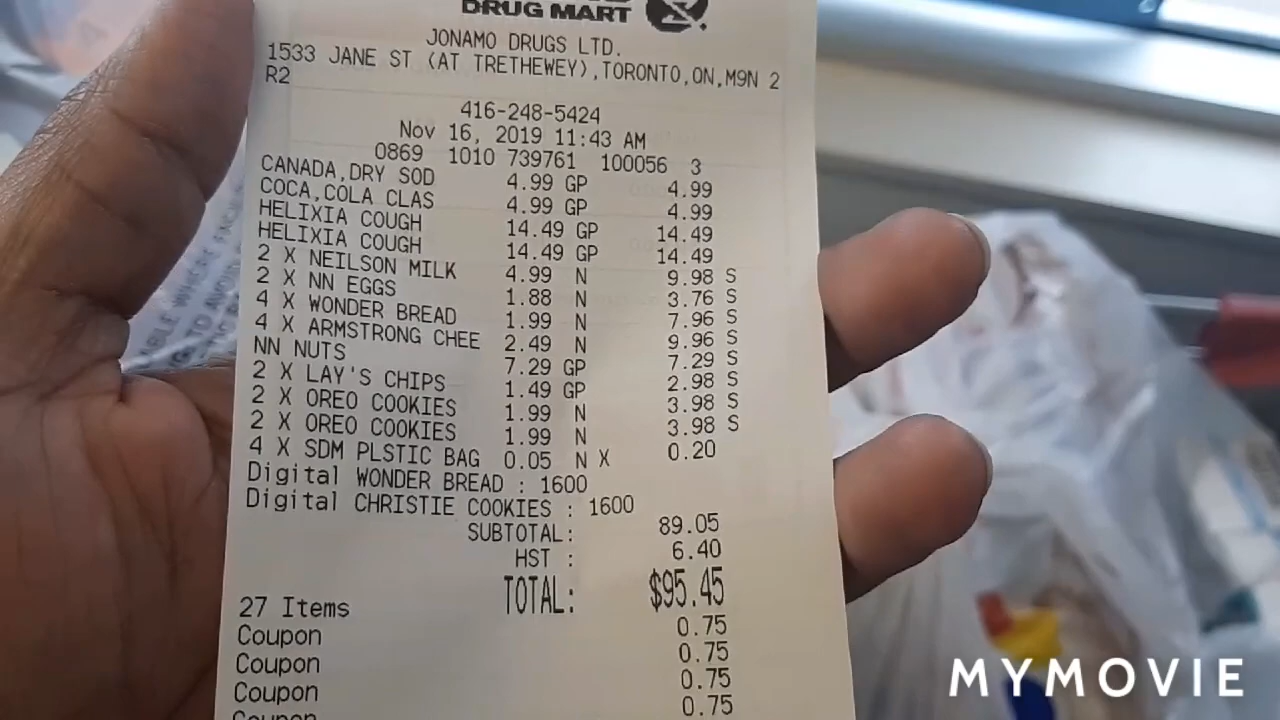 DRUG MART
JONAMO DRUGS LTD.
1533 JANE ST (AT TRETHEWEY),TORONTO,ON,M9N 2
R2
416-248-5424
Nov 16, 2019 11:43 AM
0869 1010 739761 100056 3
CANADA,DRY SOD 4.99 GP 4.99
COCA,COLA CLAS 4.99 GP 4.99
HELIXIA COUGH 14.49 GP 14.49
HELIXIA COUGH 14.49 GP 14.49
2 X NEILSON MILK 4.99 N 9.98 S
2 X NN EGGS 1.88 N 3.76 S
4 X WONDER BREAD 1.99 N 7.96 S
4 X ARMSTRONG CHEE 2.49 N 9.96 S
NN NUTS 7.29 GP 7.29 S
2 X LAY'S CHIPS 1.49 GP 2.98 S
2 X OREO COOKIES 1.99 N 3.98 S
2 X OREO COOKIES 1.99 N 3.98 S
4 X SDM PLSTIC BAG 0.05 N X 0.20
Digital WONDER BREAD : 1600
Digital CHRISTIE COOKIES : 1600
SUBTOTAL: 89.05
HST : 6.40
TOTAL: $95.45
27 Items
Coupon 0.75
Coupon 0.75
Coupon 0.75
Coupon 0.75
MYMOVIE